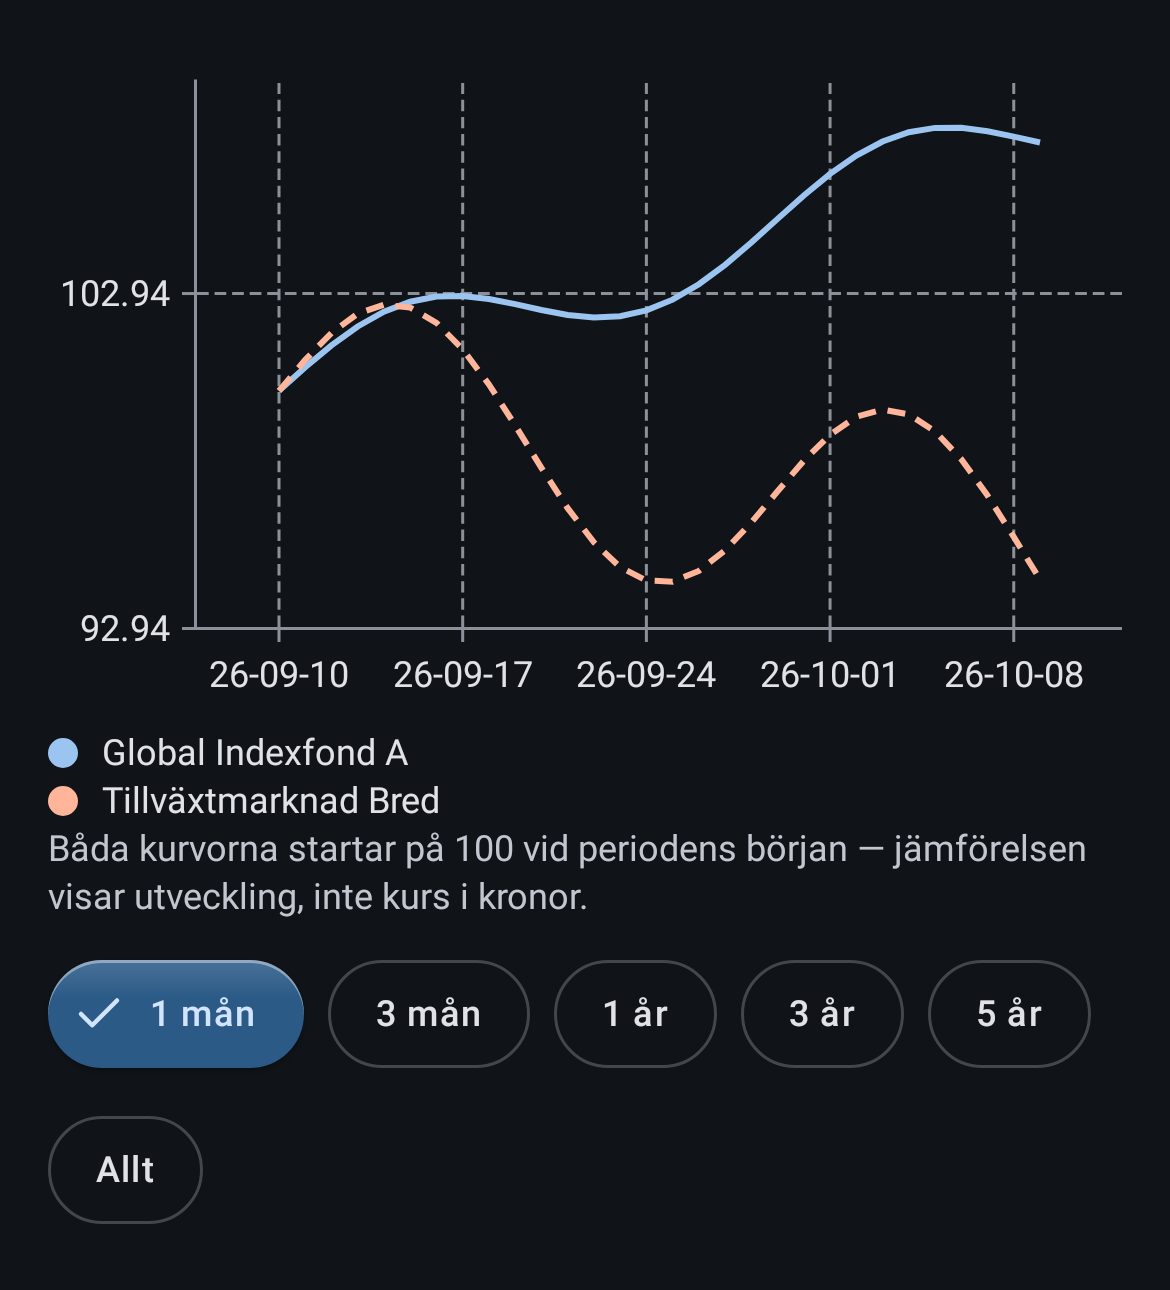 102.94
92.94
26-09-10 26-09-17 26-09-24 26-10-01 26-10-08
Global Indexfond A
Tillväxtmarknad Bred
Båda kurvorna startar på 100 vid periodens början — jämförelsen
visar utveckling, inte kurs i kronor.
1 mån 3 mån 1 år 3 år 5 år
Allt